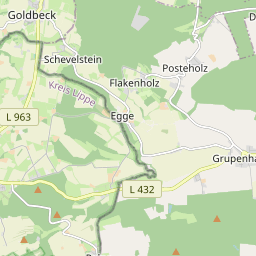 Goldbeck
Schevelstein
Posteholz
Flakenholz
Kreis Lippe
L 963
Egge
Grupenha
L 432